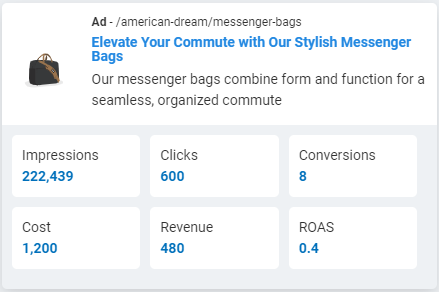 Ad - /american-dream/messenger-bags
Elevate Your Commute with Our Stylish Messenger
Bags
Our messenger bags combine form and function for a
seamless, organized commute
Impressions
222,439
Clicks
600
Conversions
8
Cost
1,200
Revenue
480
ROAS
0.4